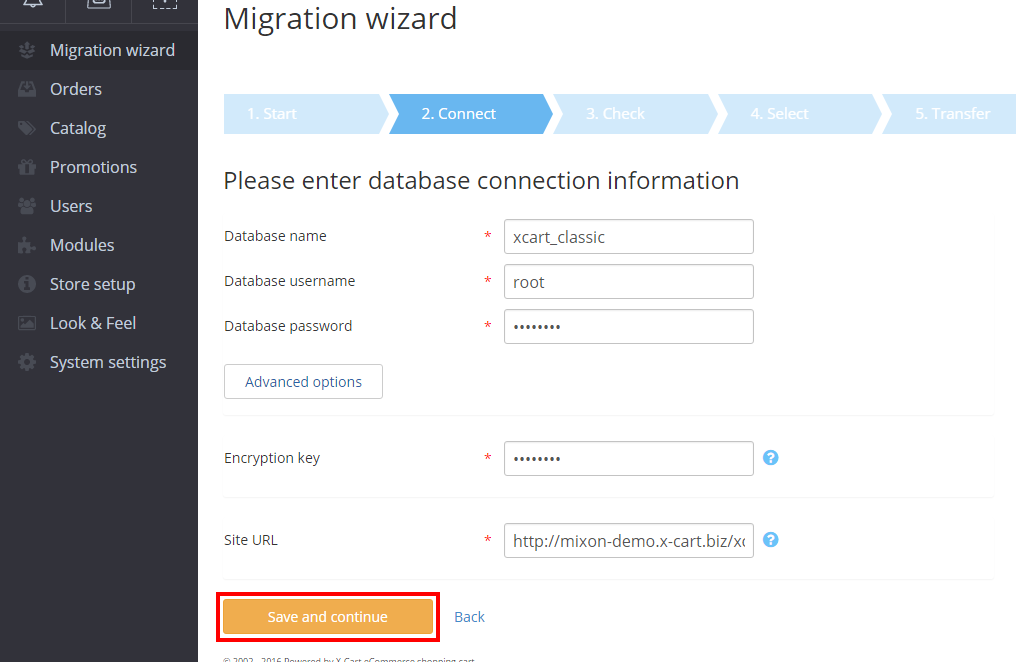 Migration wizard
Migration wizard
Orders
Catalog
Promotions
Users
Modules
Store setup
Look & Feel
System settings
1. Start
2. Connect
3. Check
4. Select
5. Transfer
Please enter database connection information
Database name * xcart_classic
Database username * root
Database password * ••••••••
Advanced options
Encryption key * •••••••• ?
Site URL * http://mixon-demo.x-cart.biz/xc ?
Save and continue Back
© 2002 - 2016 Powered by X-Cart eCommerce shopping cart